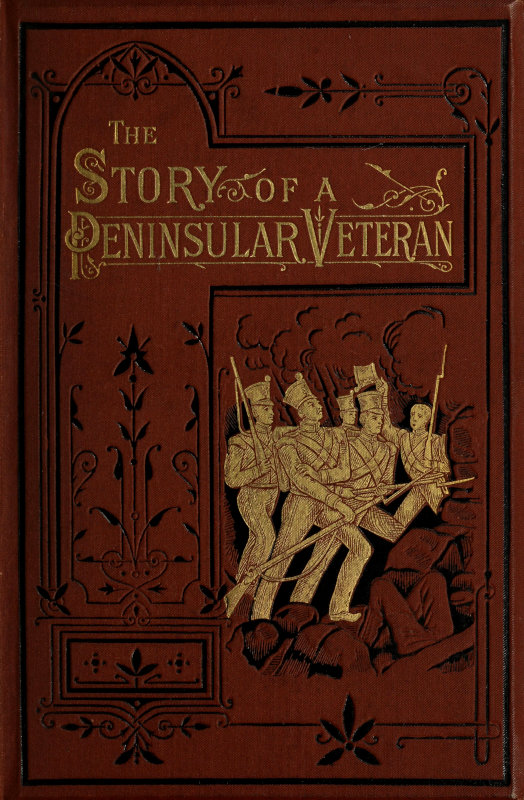 THE
STORY OF A
PENINSULAR VETERAN